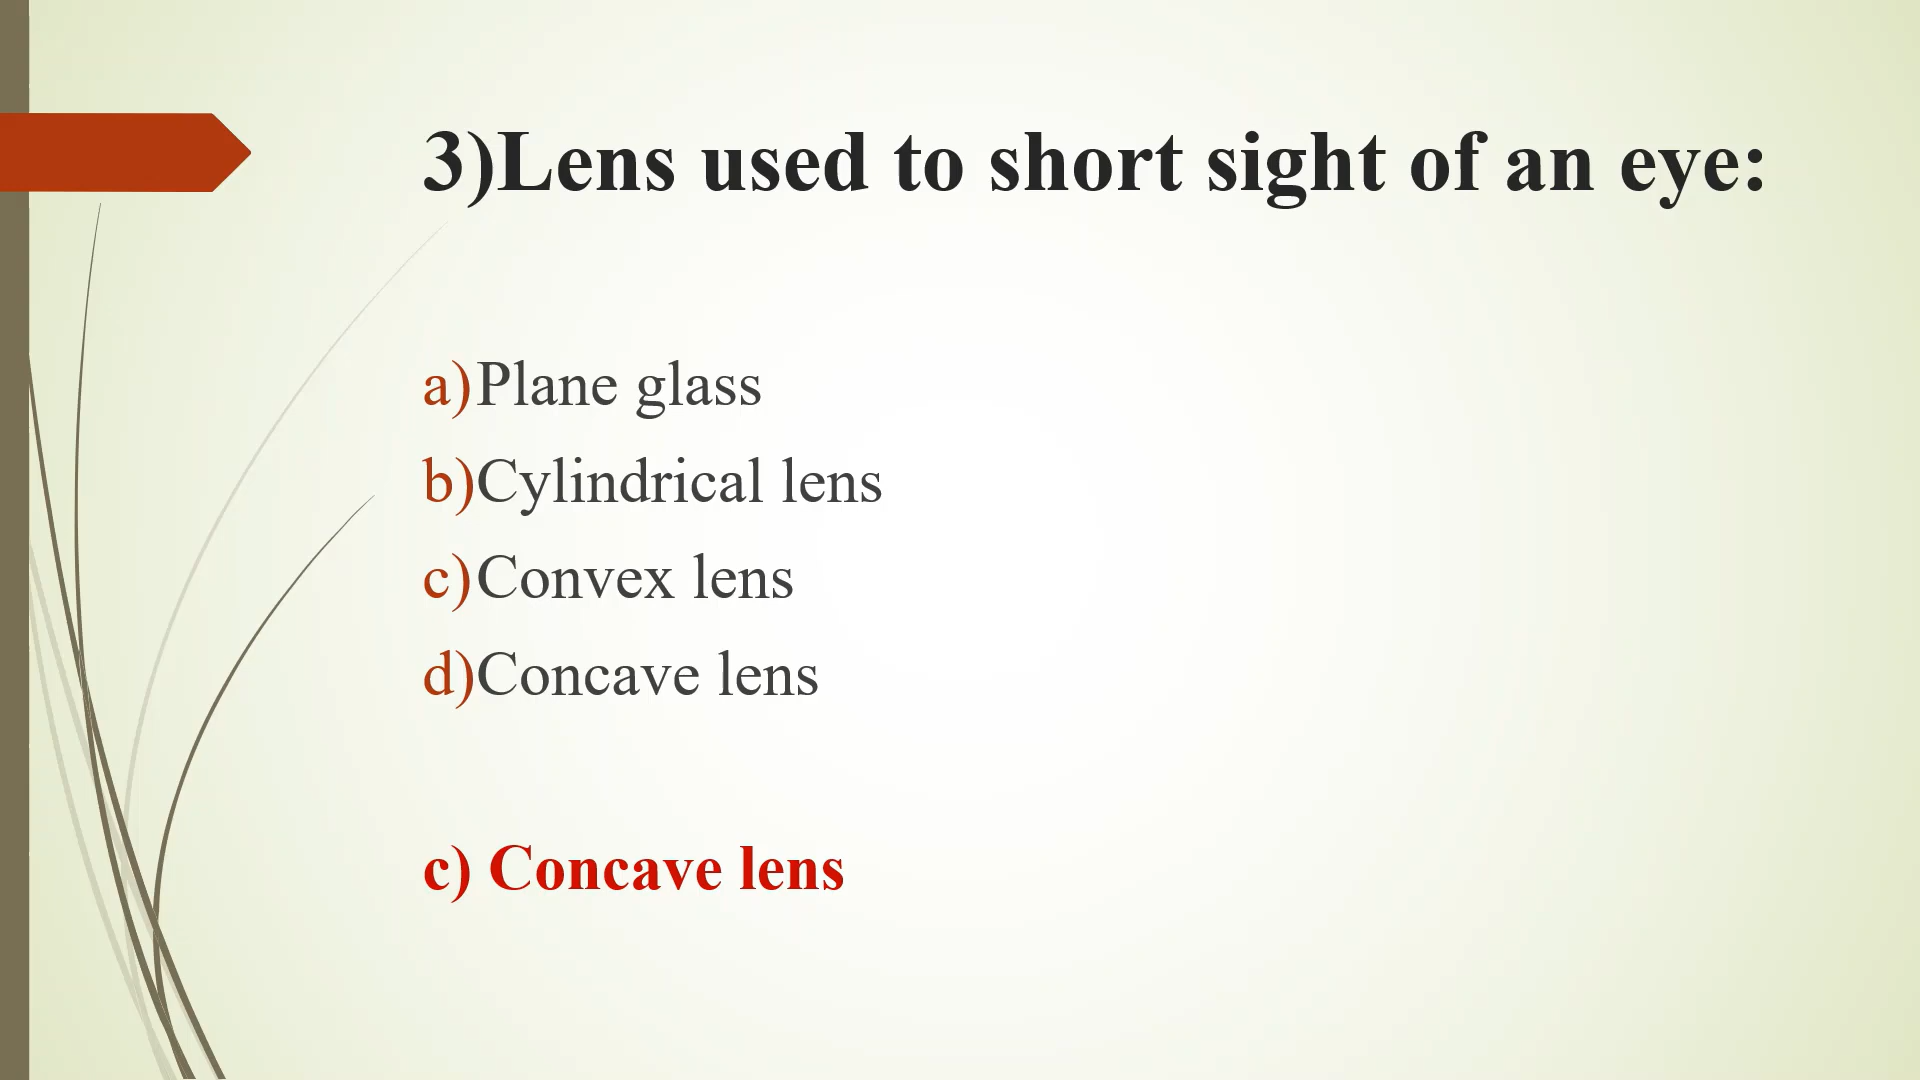 3)Lens used to short sight of an eye:
a)Plane glass
b)Cylindrical lens
c)Convex lens
d)Concave lens
c) Concave lens